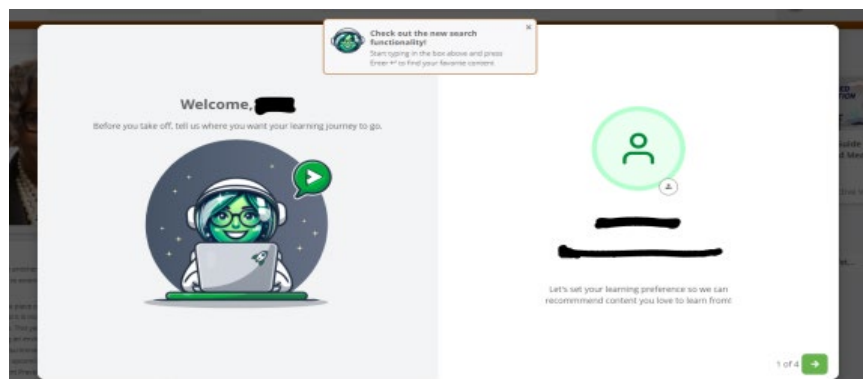 Check out the new search
functionality!
Start typing in the box above and press
Enter ↵ to find your favorite content
Welcome,
Before you take off, tell us where you want your learning journey to go.
Let's set your learning preference so we can
recommmend content you love to learn from!
1 of 4